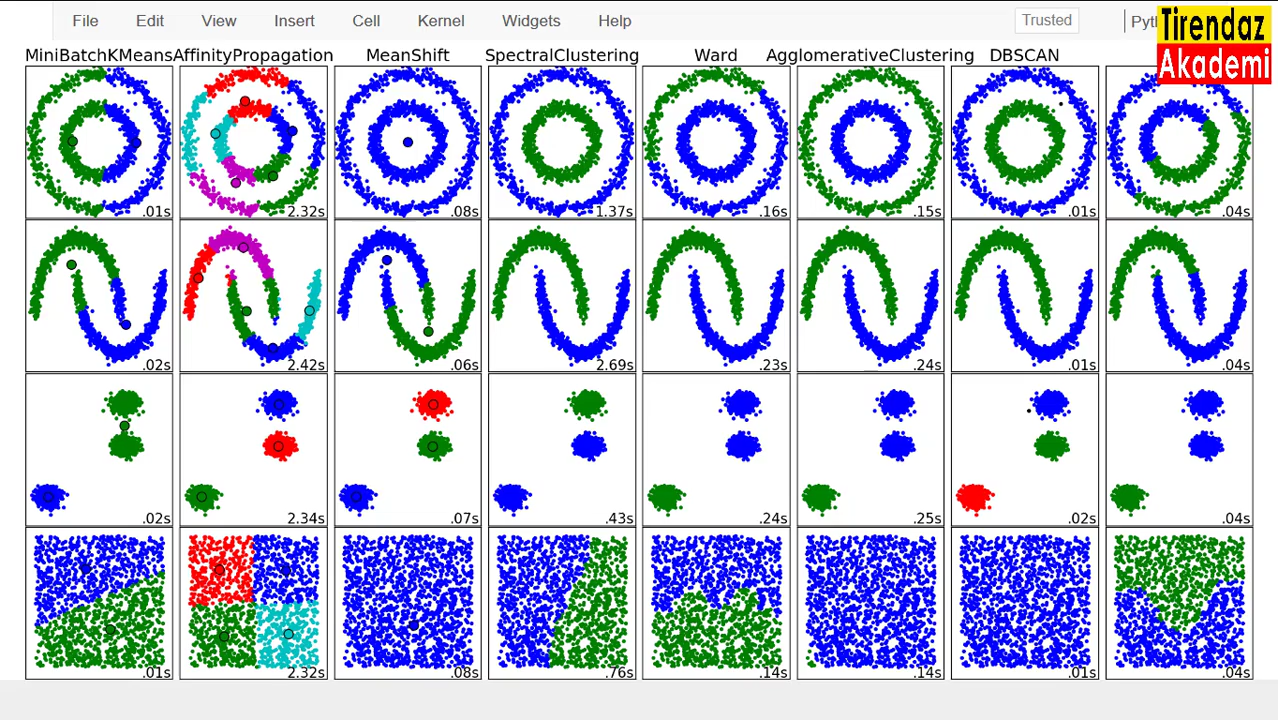 File Edit View Insert Cell Kernel Widgets Help Trusted
Tirendaz
Akademi
MiniBatchKMeans AffinityPropagation MeanShift SpectralClustering Ward AgglomerativeClustering DBSCAN
.01s 2.32s .08s 1.37s .16s .15s .01s .04s
.02s 2.42s .06s 2.69s .23s .24s .01s .04s
.02s 2.34s .07s .43s .24s .25s .02s .04s
.01s 2.32s .08s .76s .14s .14s .01s .04s